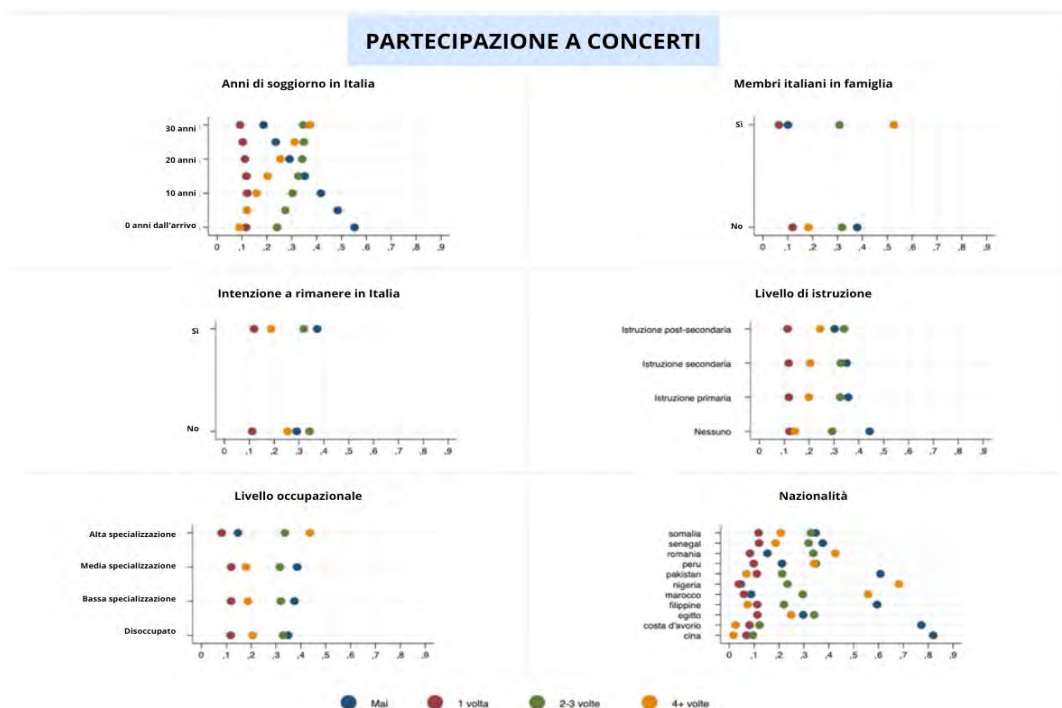 PARTECIPAZIONE A CONCERTI
Anni di soggiorno in Italia
30 anni
20 anni
10 anni
0 anni dall'arrivo
0 ,1 ,2 ,3 ,4 ,5 ,6 ,7 ,8 ,9
Membri italiani in famiglia
Sì
No
0 ,1 ,2 ,3 ,4 ,5 ,6 ,7 ,8 ,9
Intenzione a rimanere in Italia
Sì
No
0 ,1 ,2 ,3 ,4 ,5 ,6 ,7 ,8 ,9
Livello di istruzione
Istruzione post-secondaria
Istruzione secondaria
Istruzione primaria
Nessuno
0 ,1 ,2 ,3 ,4 ,5 ,6 ,7 ,8 ,9
Livello occupazionale
Alta specializzazione
Media specializzazione
Bassa specializzazione
Disoccupato
0 ,1 ,2 ,3 ,4 ,5 ,6 ,7 ,8 ,9
Nazionalità
somalia
senegal
romania
peru
pakistan
nigeria
marocco
filippine
egitto
costa d'avorio
cina
0 ,1 ,2 ,3 ,4 ,5 ,6 ,7 ,8 ,9
Mai 1 volta 2-3 volte 4+ volte